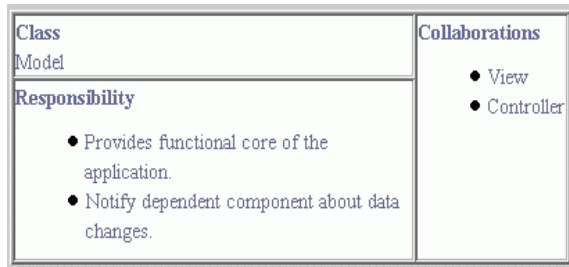 Class
Model
Responsibility
Provides functional core of the
application.
Notify dependent component about data
changes.
Collaborations
View
Controller